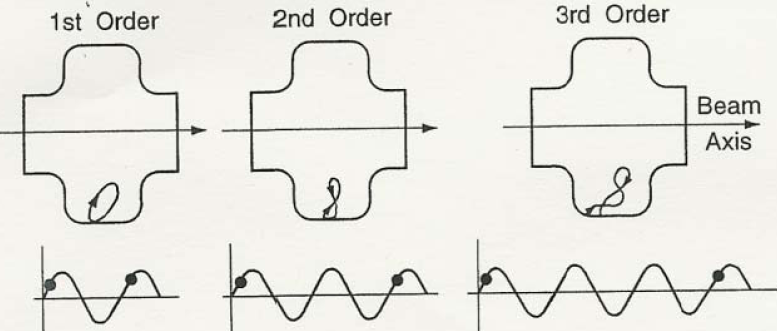 1st Order
2nd Order
3rd Order
Beam
Axis